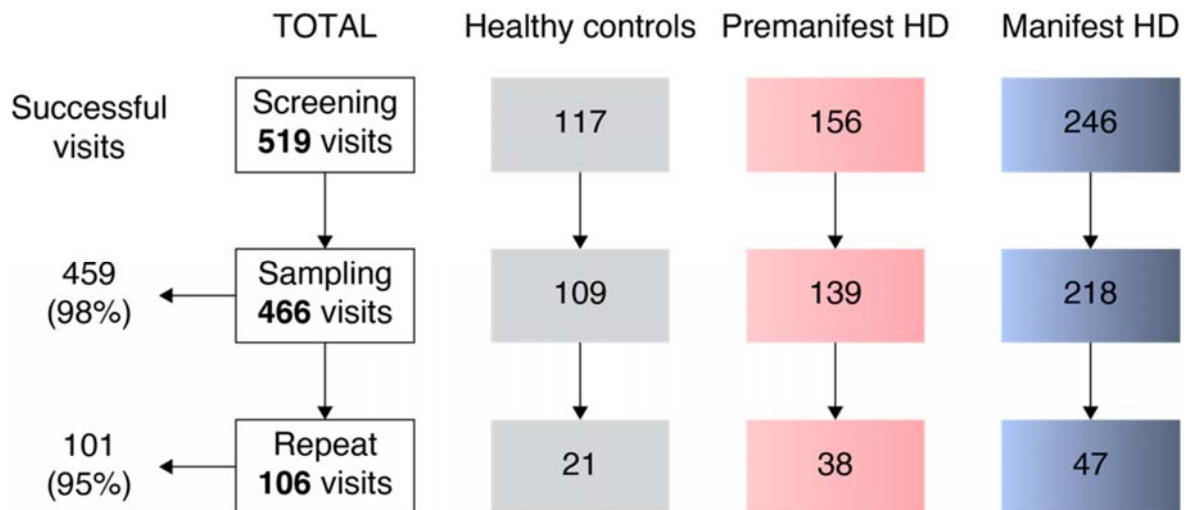 TOTAL
Healthy controls
Premanifest HD
Manifest HD
Successful
visits
Screening
519 visits
117
156
246
459
(98%)
Sampling
466 visits
109
139
218
101
(95%)
Repeat
106 visits
21
38
47